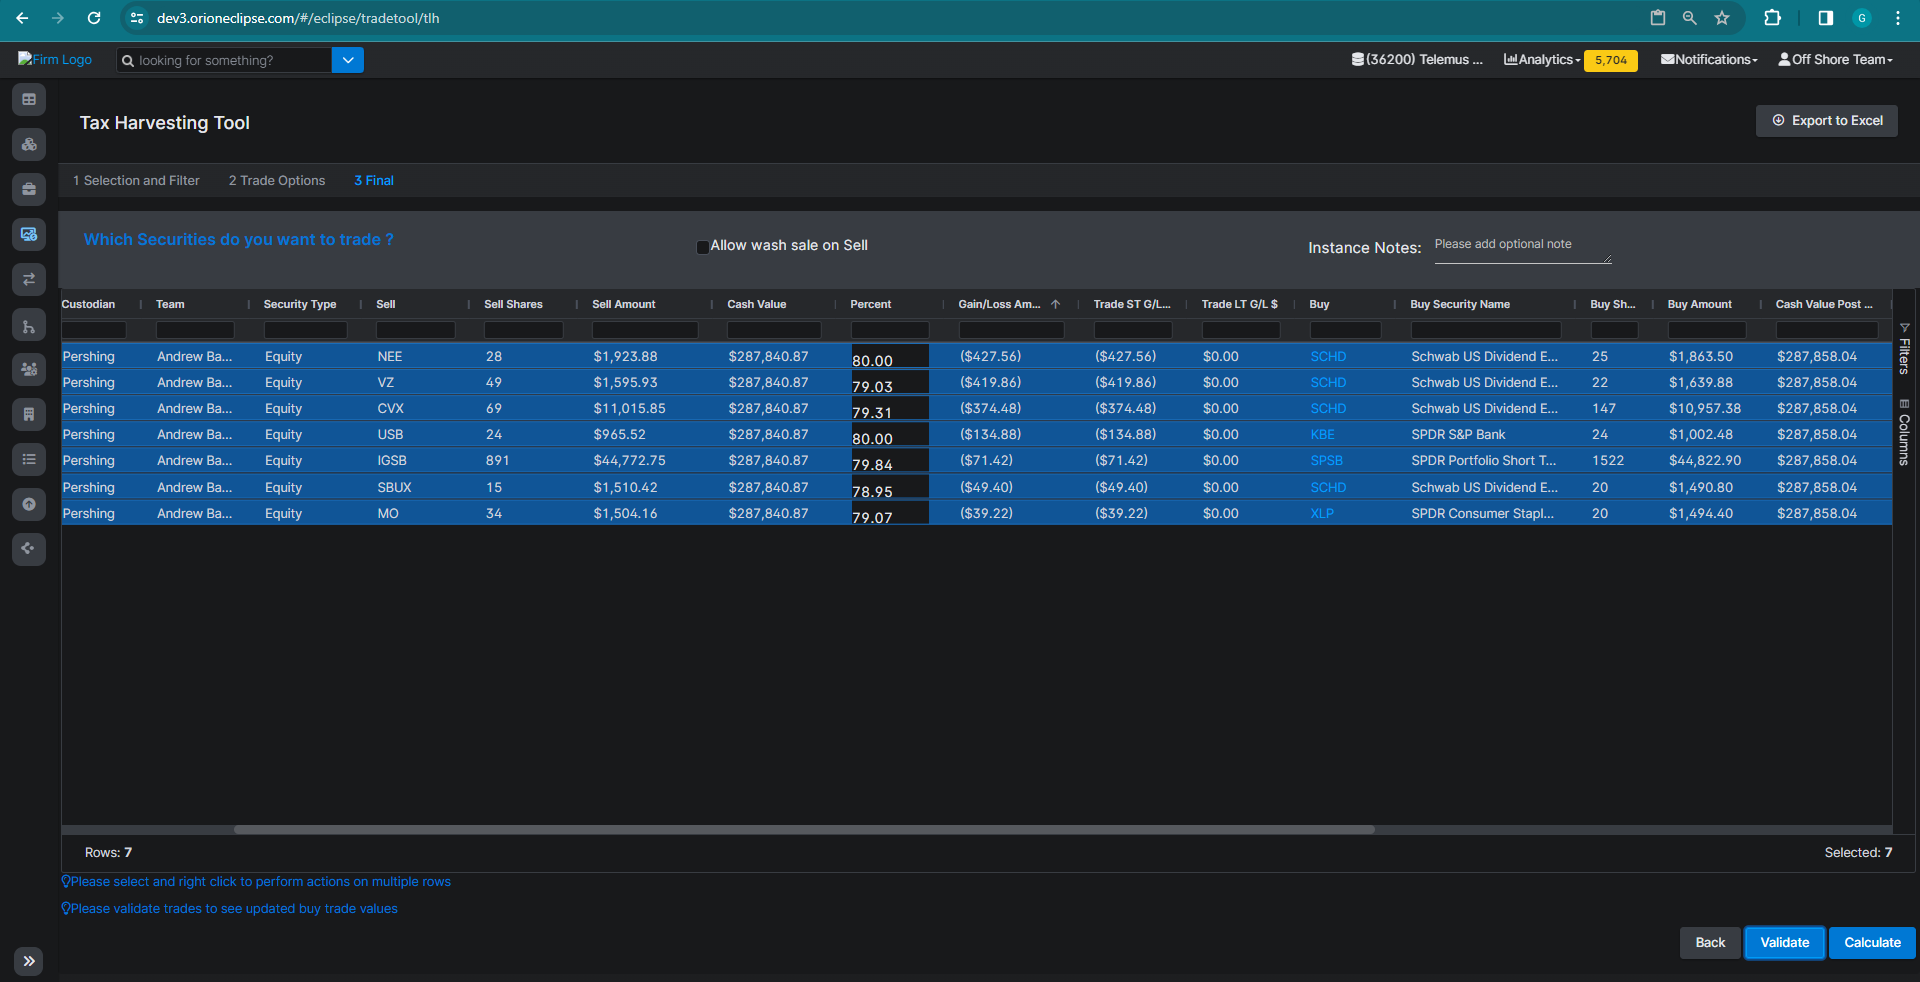 dev3.orioneclipse.com/#/eclipse/tradetool/tlh
G
Firm Logo
looking for something?
(36200) Telemus ...
Analytics
5,704
Notifications
Off Shore Team
Tax Harvesting Tool
Export to Excel
1 Selection and Filter 2 Trade Options 3 Final
Which Securities do you want to trade ?
Allow wash sale on Sell
Instance Notes: Please add optional note
Custodian Team Security Type Sell Sell Shares Sell Amount Cash Value Percent Gain/Loss Am... Trade ST G/L... Trade LT G/L $ Buy Buy Security Name Buy Sh... Buy Amount Cash Value Post ...
Pershing Andrew Ba... Equity NEE 28 $1,923.88 $287,840.87 80.00 ($427.56) ($427.56) $0.00 SCHD Schwab US Dividend E... 25 $1,863.50 $287,858.04
Pershing Andrew Ba... Equity VZ 49 $1,595.93 $287,840.87 79.03 ($419.86) ($419.86) $0.00 SCHD Schwab US Dividend E... 22 $1,639.88 $287,858.04
Pershing Andrew Ba... Equity CVX 69 $11,015.85 $287,840.87 79.31 ($374.48) ($374.48) $0.00 SCHD Schwab US Dividend E... 147 $10,957.38 $287,858.04
Pershing Andrew Ba... Equity USB 24 $965.52 $287,840.87 80.00 ($134.88) ($134.88) $0.00 KBE SPDR S&P Bank 24 $1,002.48 $287,858.04
Pershing Andrew Ba... Equity IGSB 891 $44,772.75 $287,840.87 79.84 ($71.42) ($71.42) $0.00 SPSB SPDR Portfolio Short T... 1522 $44,822.90 $287,858.04
Pershing Andrew Ba... Equity SBUX 15 $1,510.42 $287,840.87 78.95 ($49.40) ($49.40) $0.00 SCHD Schwab US Dividend E... 20 $1,490.80 $287,858.04
Pershing Andrew Ba... Equity MO 34 $1,504.16 $287,840.87 79.07 ($39.22) ($39.22) $0.00 XLP SPDR Consumer Stapl... 20 $1,494.40 $287,858.04
Filters
Columns
Rows: 7
Selected: 7
Please select and right click to perform actions on multiple rows
Please validate trades to see updated buy trade values
Back Validate Calculate